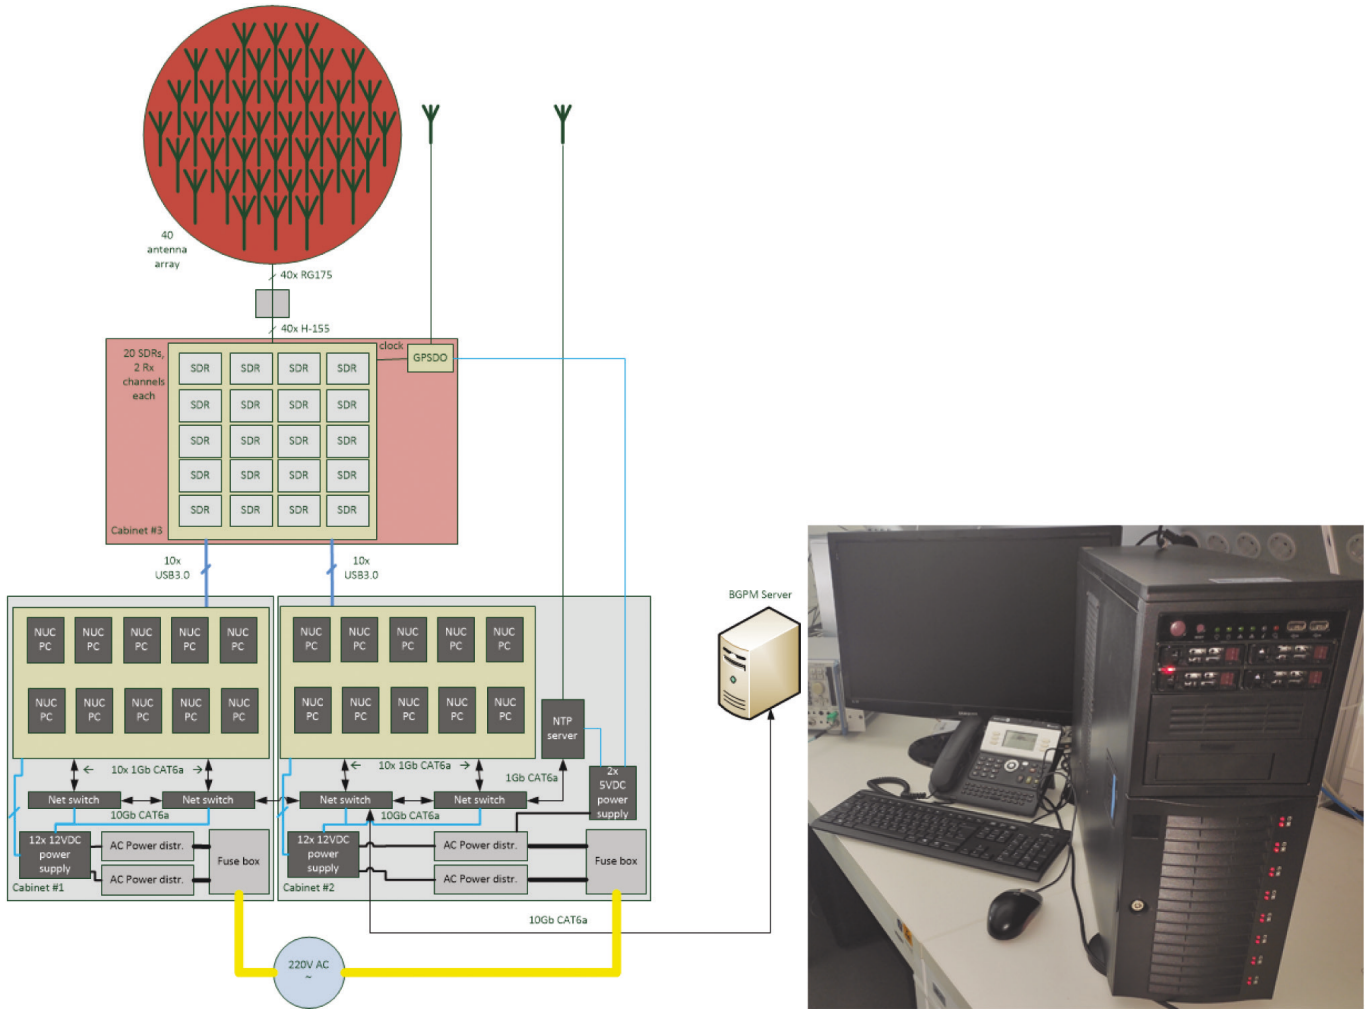 40
antenna
array
40x RG175
40x H-155
20 SDRs,
2 Rx
channels
each
clock
GPSDO
SDR SDR SDR SDR
SDR SDR SDR SDR
SDR SDR SDR SDR
SDR SDR SDR SDR
SDR SDR SDR SDR
Cabinet #3
10x
USB3.0
10x
USB3.0
BGPM Server
NUC PC NUC PC NUC PC NUC PC NUC PC
NUC PC NUC PC NUC PC NUC PC NUC PC
NUC PC NUC PC NUC PC NUC PC NUC PC
NUC PC NUC PC NUC PC NUC PC NUC PC
NTP
server
10x 1Gb CAT6a
10x 1Gb CAT6a
1Gb CAT6a
2x
5VDC
power
supply
Net switch
Net switch
Net switch
Net switch
10Gb CAT6a
10Gb CAT6a
12x 12VDC
power
supply
AC Power distr.
AC Power distr.
Fuse box
Cabinet #1
12x 12VDC
power
supply
AC Power distr.
AC Power distr.
Fuse box
Cabinet #2
10Gb CAT6a
220V AC
~